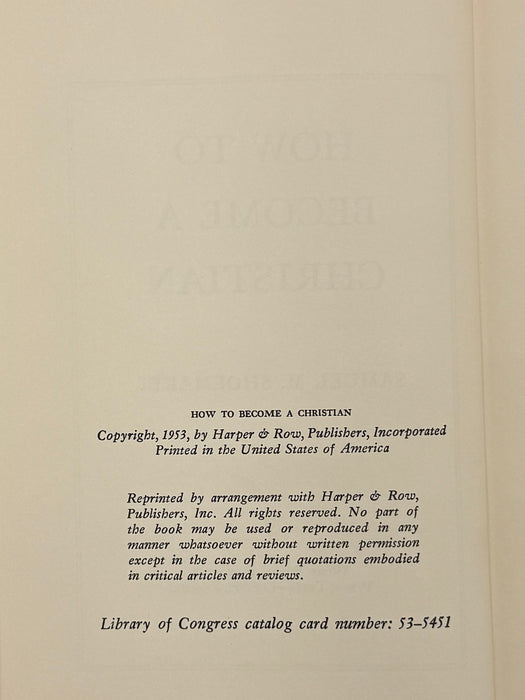 HOW TO BECOME A CHRISTIAN
Copyright, 1953, by Harper & Row, Publishers, Incorporated
Printed in the United States of America
Reprinted by arrangement with Harper & Row,
Publishers, Inc. All rights reserved. No part of
the book may be used or reproduced in any
manner whatsoever without written permission
except in the case of brief quotations embodied
in critical articles and reviews.
Library of Congress catalog card number: 53–5451